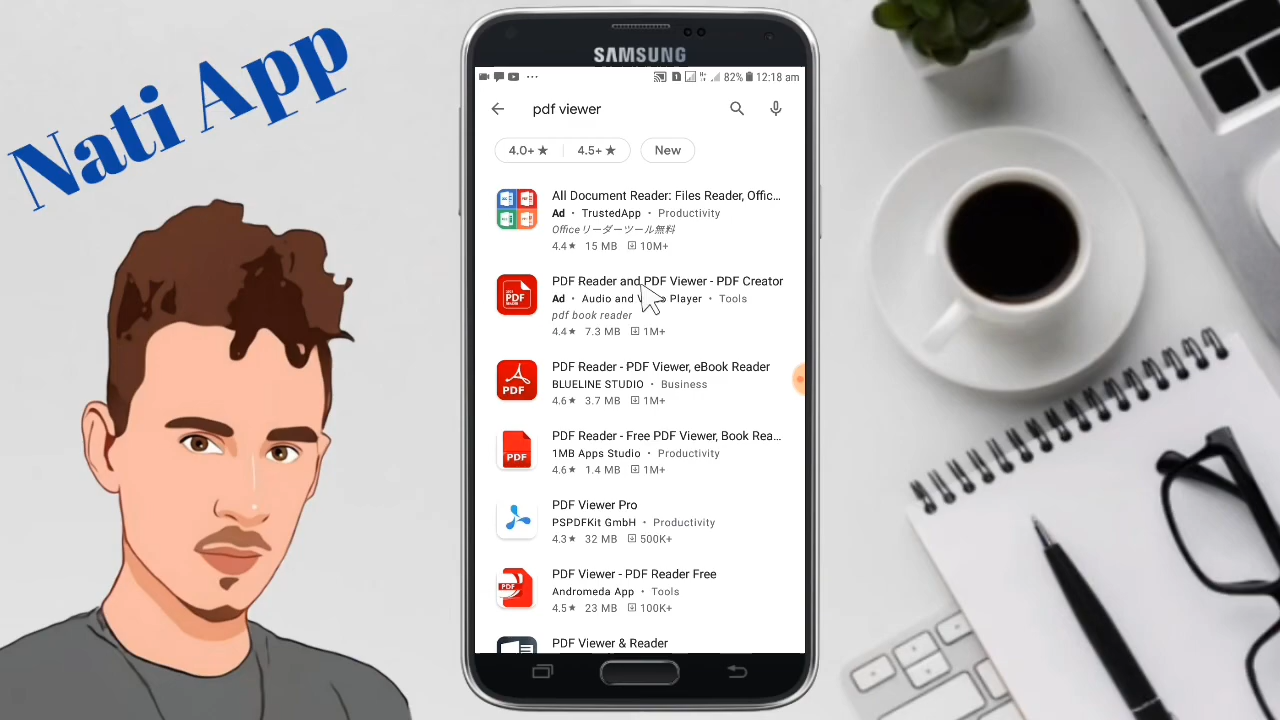 Nati App
SAMSUNG
82% 12:18 am
pdf viewer
4.0+ ★ 4.5+ ★ New
All Document Reader: Files Reader, Offic...
Ad • TrustedApp • Productivity
Officeリーダーツール無料
4.4★ 15 MB 10M+
PDF Reader and PDF Viewer - PDF Creator
Ad • Audio and Player • Tools
pdf book reader
4.4★ 7.3 MB 1M+
PDF
PDF Reader - PDF Viewer, eBook Reader
BLUELINE STUDIO • Business
4.6★ 3.7 MB 1M+
PDF
PDF Reader - Free PDF Viewer, Book Rea...
1MB Apps Studio • Productivity
4.6★ 1.4 MB 1M+
PDF
PDF Viewer Pro
PSPDFKit GmbH • Productivity
4.3★ 32 MB 500K+
PDF Viewer - PDF Reader Free
Andromeda App • Tools
4.5★ 23 MB 100K+
PDF
PDF Viewer & Reader